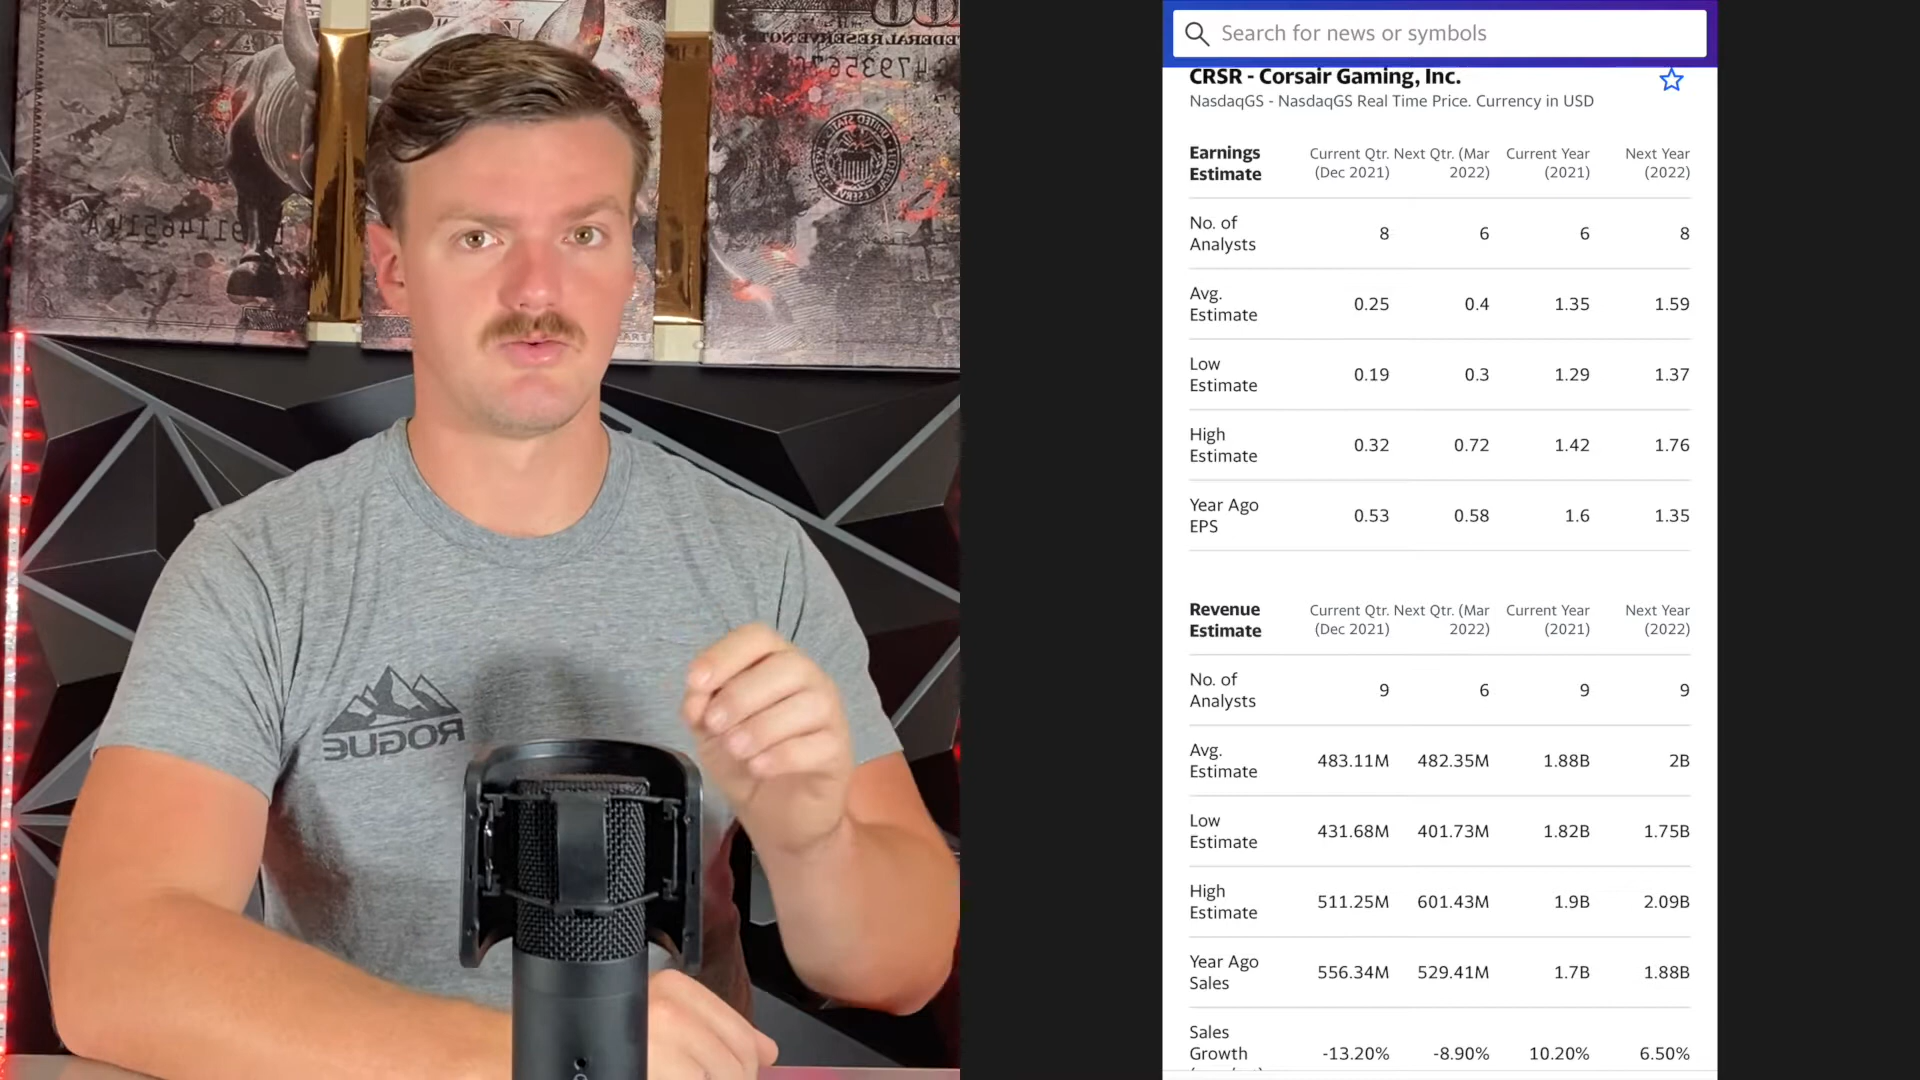 FEDERAL RESERVE NOTE
ROGUE
Search for news or symbols
CRSR - Corsair Gaming, Inc.
NasdaqGS - NasdaqGS Real Time Price. Currency in USD
Earnings Estimate Current Qtr. (Dec 2021) Next Qtr. (Mar 2022) Current Year (2021) Next Year (2022)
No. of Analysts 8 6 6 8
Avg. Estimate 0.25 0.4 1.35 1.59
Low Estimate 0.19 0.3 1.29 1.37
High Estimate 0.32 0.72 1.42 1.76
Year Ago EPS 0.53 0.58 1.6 1.35
Revenue Estimate Current Qtr. (Dec 2021) Next Qtr. (Mar 2022) Current Year (2021) Next Year (2022)
No. of Analysts 9 6 9 9
Avg. Estimate 483.11M 482.35M 1.88B 2B
Low Estimate 431.68M 401.73M 1.82B 1.75B
High Estimate 511.25M 601.43M 1.9B 2.09B
Year Ago Sales 556.34M 529.41M 1.7B 1.88B
Sales Growth -13.20% -8.90% 10.20% 6.50%